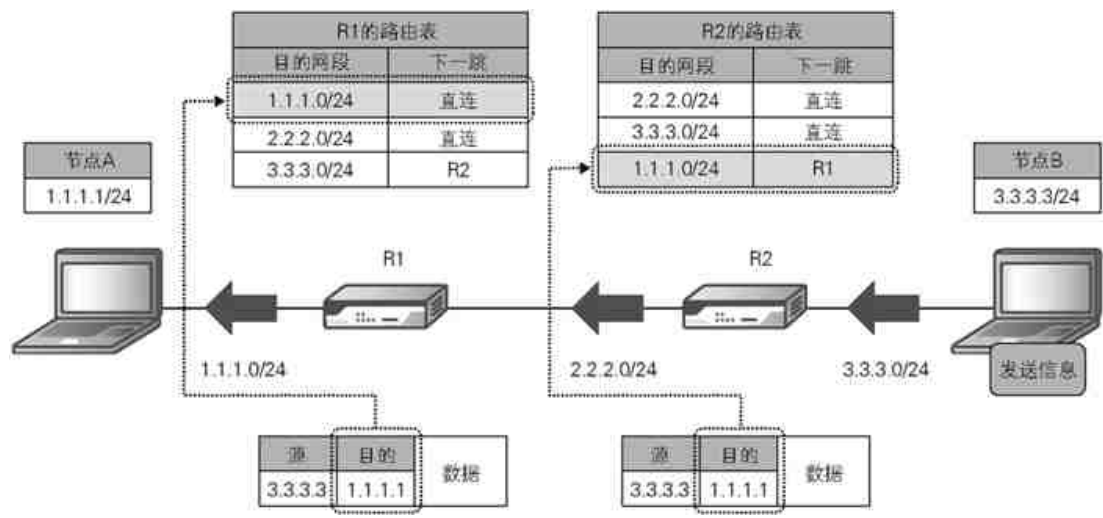 R1的路由表
目的网段 下一跳
1.1.1.0/24 直连
2.2.2.0/24 直连
3.3.3.0/24 R2
R2的路由表
目的网段 下一跳
2.2.2.0/24 直连
3.3.3.0/24 直连
1.1.1.0/24 R1
节点A
1.1.1.1/24
节点B
3.3.3.3/24
R1
R2
1.1.1.0/24
2.2.2.0/24
3.3.3.0/24
发送信息
源 目的 数据
3.3.3.3 1.1.1.1
源 目的 数据
3.3.3.3 1.1.1.1